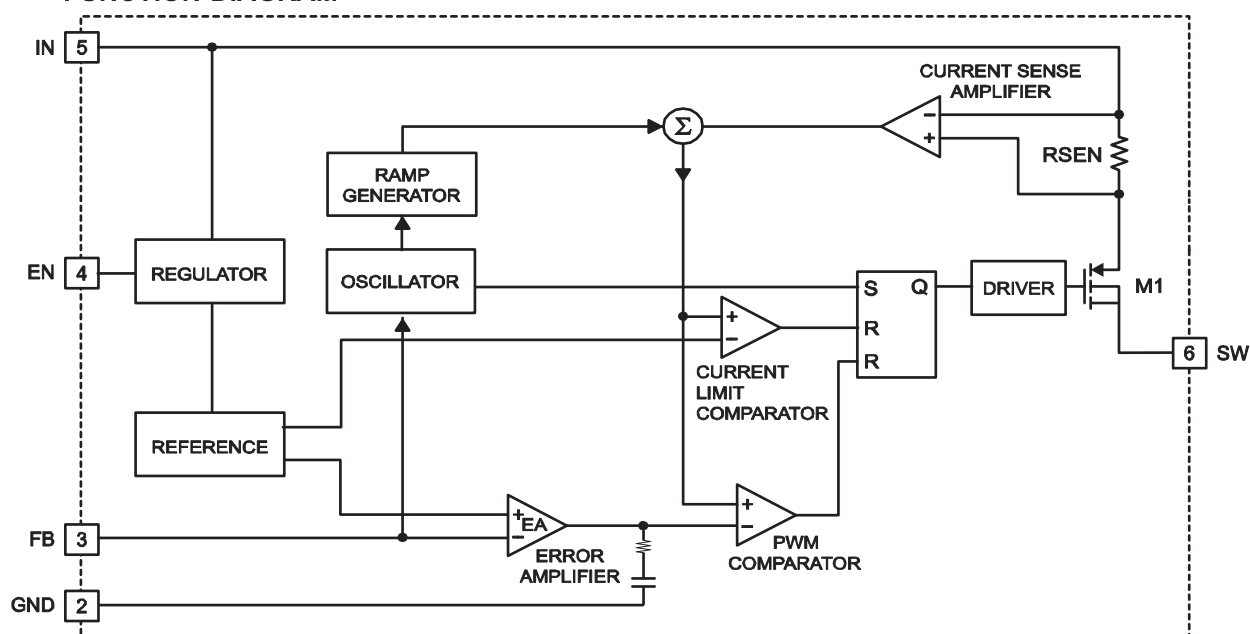 FUNCTION DIAGRAM
IN 5
CURRENT SENSE
AMPLIFIER
Σ
−
+
RSEN
RAMP
GENERATOR
EN 4
REGULATOR
OSCILLATOR
S Q
DRIVER
M1
+
−
R
R
6 SW
CURRENT
LIMIT
COMPARATOR
REFERENCE
+
EA
−
+
−
FB 3
ERROR
AMPLIFIER
PWM
COMPARATOR
GND 2